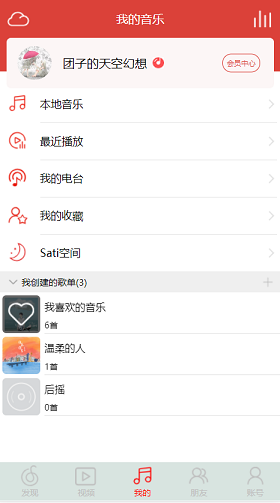 我的音乐
团子的天空幻想
会员中心
本地音乐
最近播放
我的电台
我的收藏
Sati空间
我创建的歌单(3)
我喜欢的音乐
6首
温柔的人
1首
后摇
0首
发现 视频 我的 朋友 账号